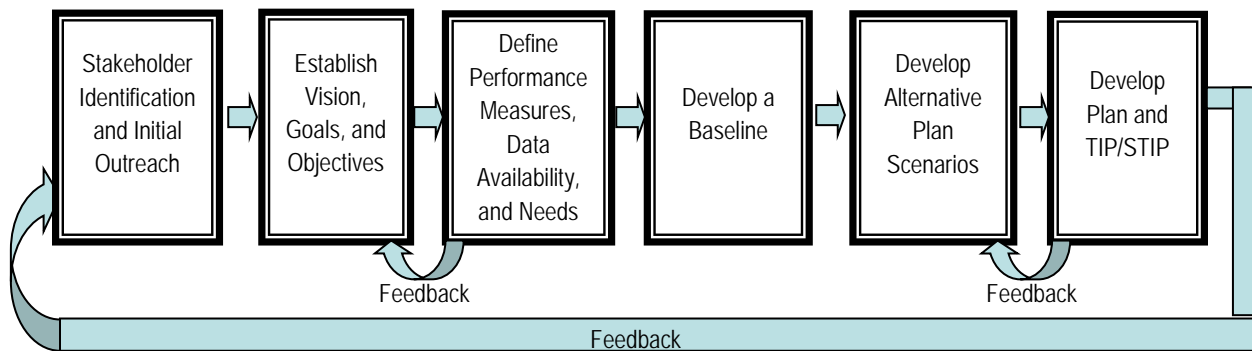 Stakeholder
Identification
and Initial
Outreach
Establish
Vision,
Goals, and
Objectives
Define
Performance
Measures,
Data
Availability,
and Needs
Develop a
Baseline
Develop
Alternative
Plan
Scenarios
Develop
Plan and
TIP/STIP
Feedback
Feedback
Feedback